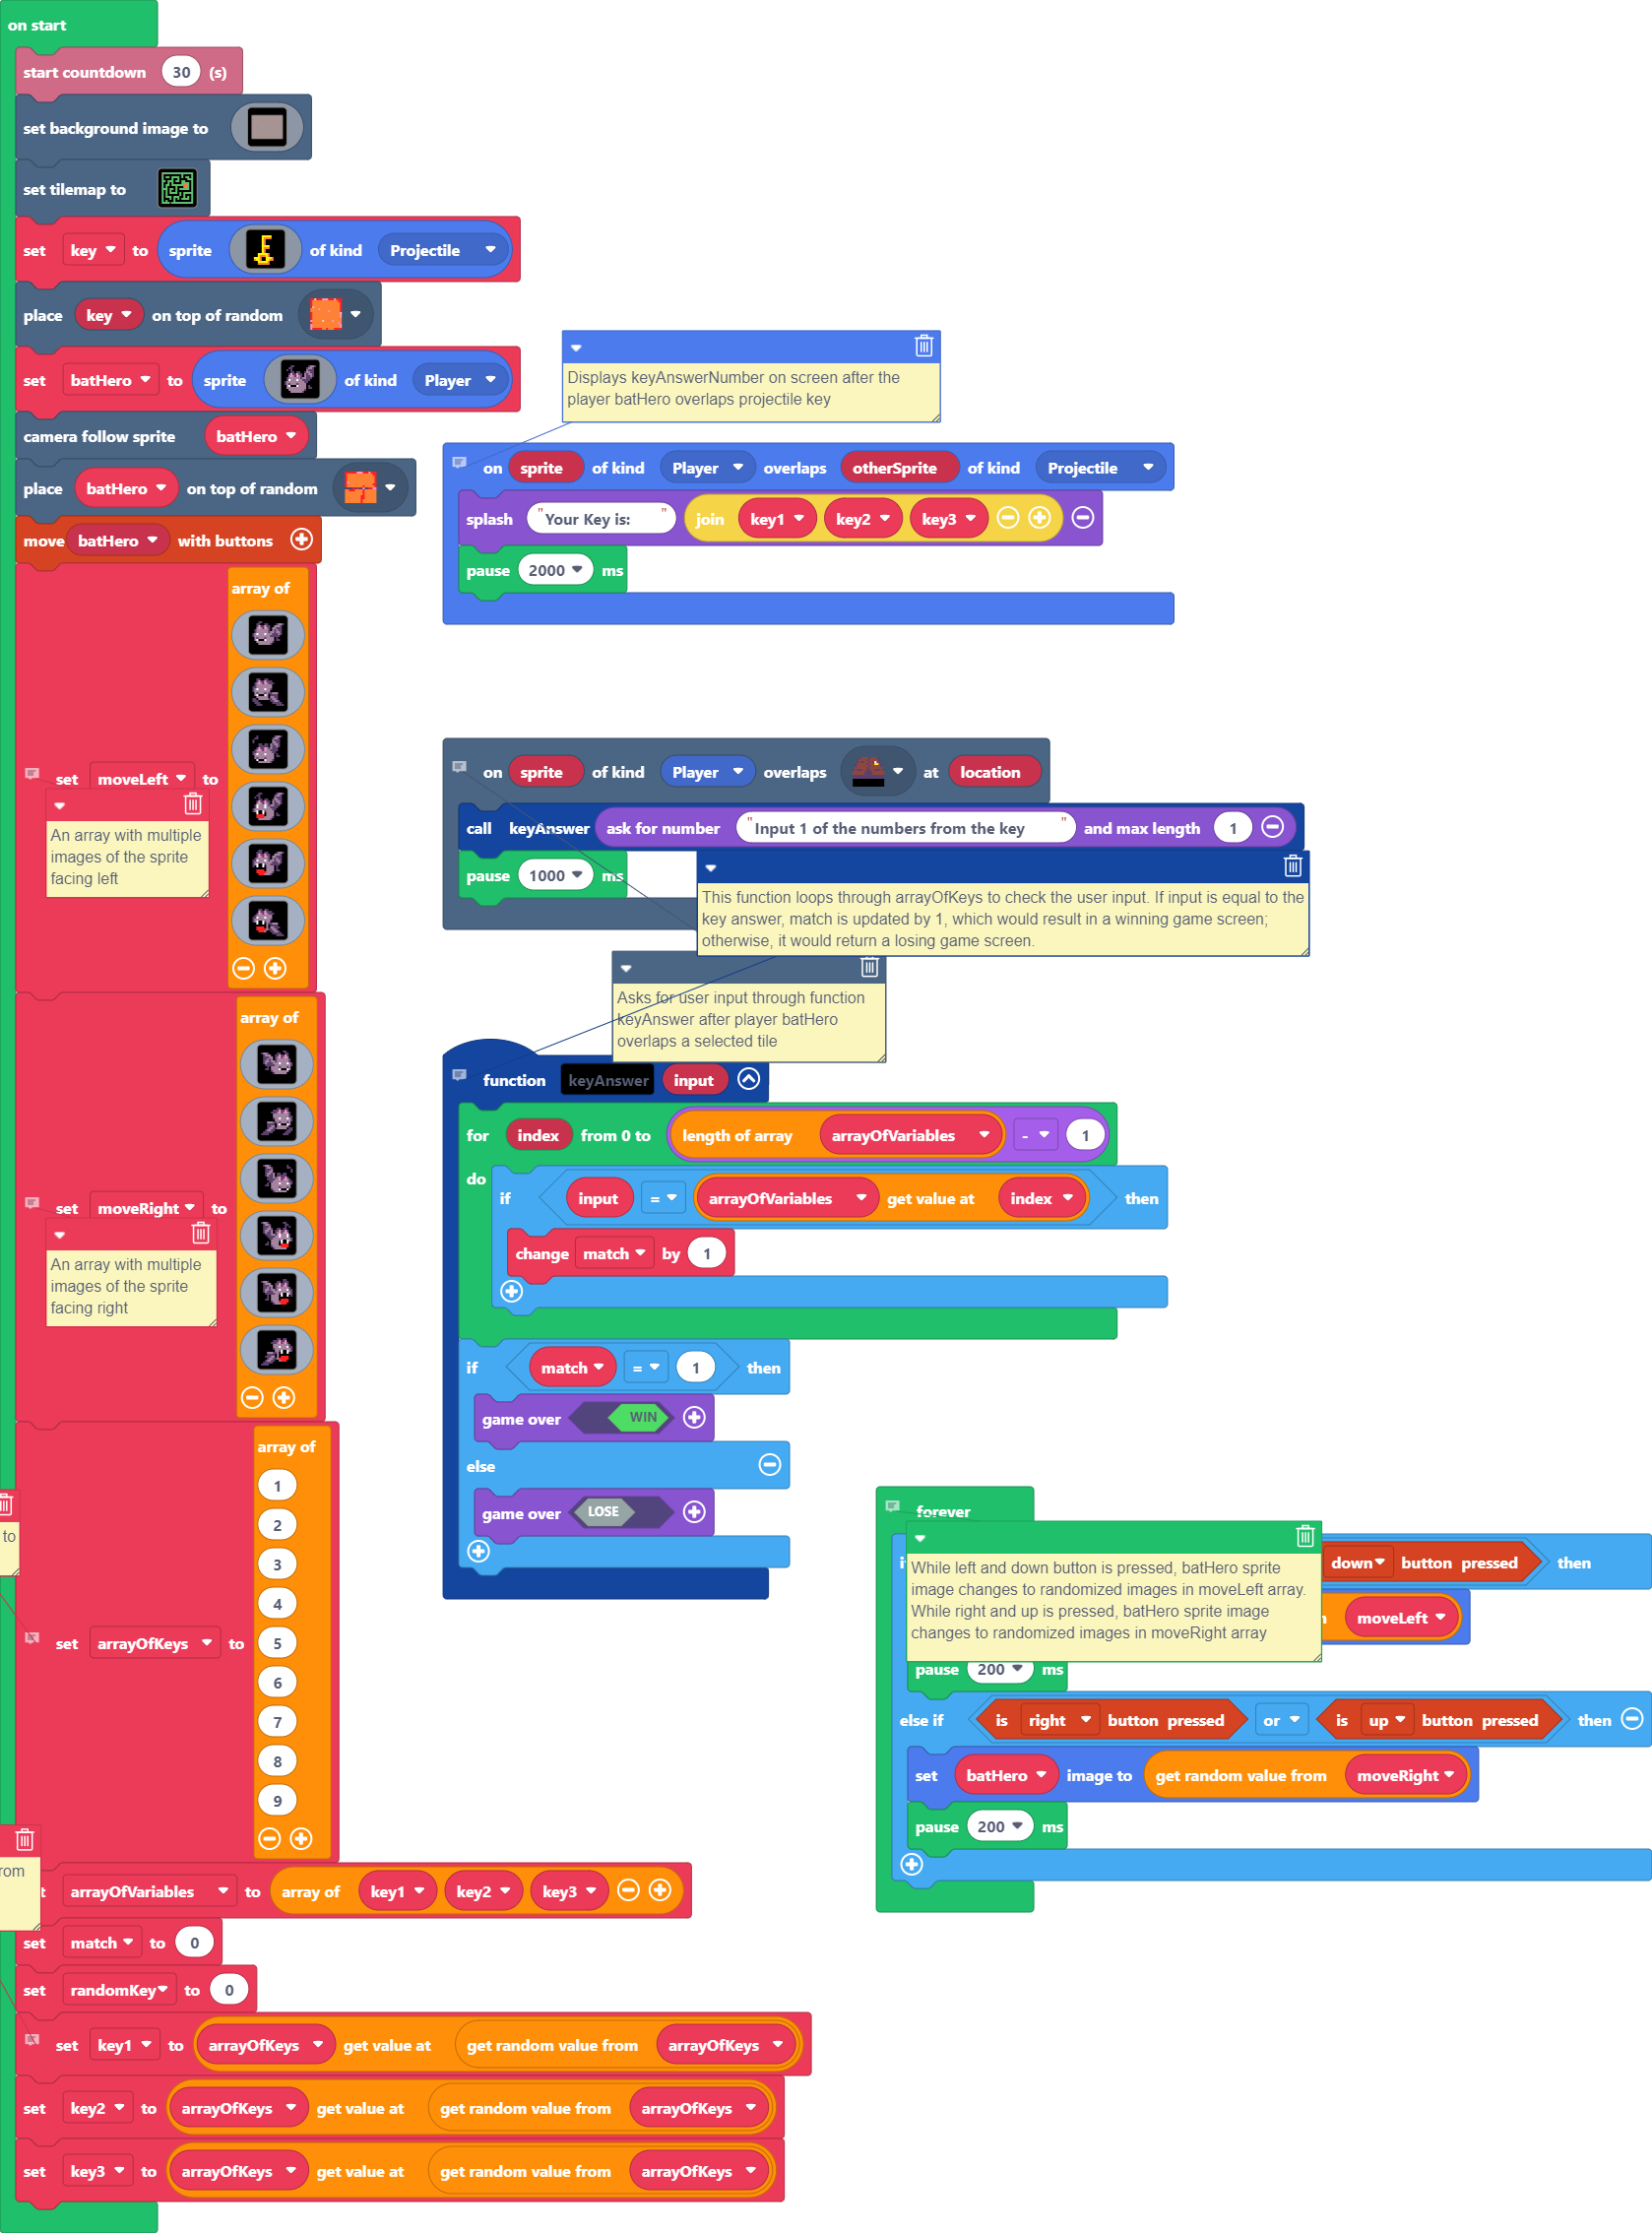 on start
start countdown 30 (s)
set background image to
set tilemap to
set key to sprite of kind Projectile
place key on top of random
set batHero to sprite of kind Player
camera follow sprite batHero
place batHero on top of random
move batHero with buttons
array of
set moveLeft to
An array with multiple
images of the sprite
facing left
array of
set moveRight to
An array with multiple
images of the sprite
facing right
array of
1
2
3
4
5
6
7
8
9
to
set arrayOfKeys to
rom
t arrayOfVariables to array of key1 key2 key3
set match to 0
set randomKey to 0
set key1 to arrayOfKeys get value at get random value from arrayOfKeys
set key2 to arrayOfKeys get value at get random value from arrayOfKeys
set key3 to arrayOfKeys get value at get random value from arrayOfKeys
Displays keyAnswerNumber on screen after the
player batHero overlaps projectile key
on sprite of kind Player overlaps otherSprite of kind Projectile
splash "Your Key is: " join key1 key2 key3
pause 2000 ms
on sprite of kind Player overlaps at location
call keyAnswer ask for number "Input 1 of the numbers from the key " and max length 1
pause 1000 ms
This function loops through arrayOfKeys to check the user input. If input is equal to the
key answer, match is updated by 1, which would result in a winning game screen;
otherwise, it would return a losing game screen.
Asks for user input through function
keyAnswer after player batHero
overlaps a selected tile
function keyAnswer input
for index from 0 to length of array arrayOfVariables - 1
do
if input = arrayOfVariables get value at index then
change match by 1
if match = 1 then
game over WIN
else
game over LOSE
forever
down button pressed then
While left and down button is pressed, batHero sprite
image changes to randomized images in moveLeft array.
While right and up is pressed, batHero sprite image
changes to randomized images in moveRight array
moveLeft
pause 200 ms
else if is right button pressed or is up button pressed then
set batHero image to get random value from moveRight
pause 200 ms